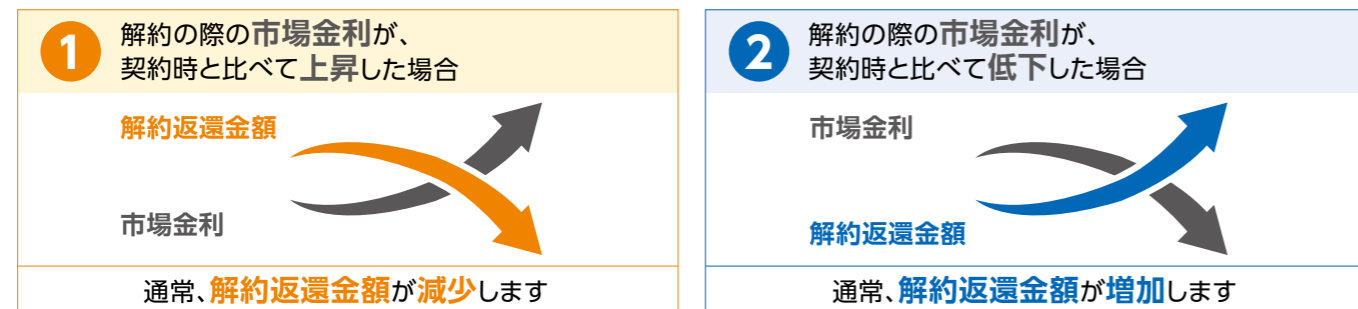 1
解約の際の市場金利が、
契約時と比べて上昇した場合
解約返還金額
市場金利
通常、解約返還金額が減少します
2
解約の際の市場金利が、
契約時と比べて低下した場合
市場金利
解約返還金額
通常、解約返還金額が増加します